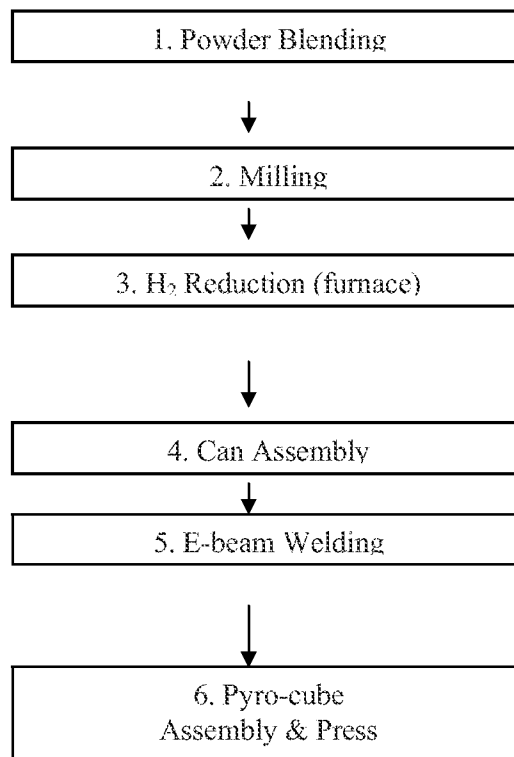 1. Powder Blending
2. Milling
3. H₂ Reduction (furnace)
4. Can Assembly
5. E-beam Welding
6. Pyro-cube
Assembly & Press